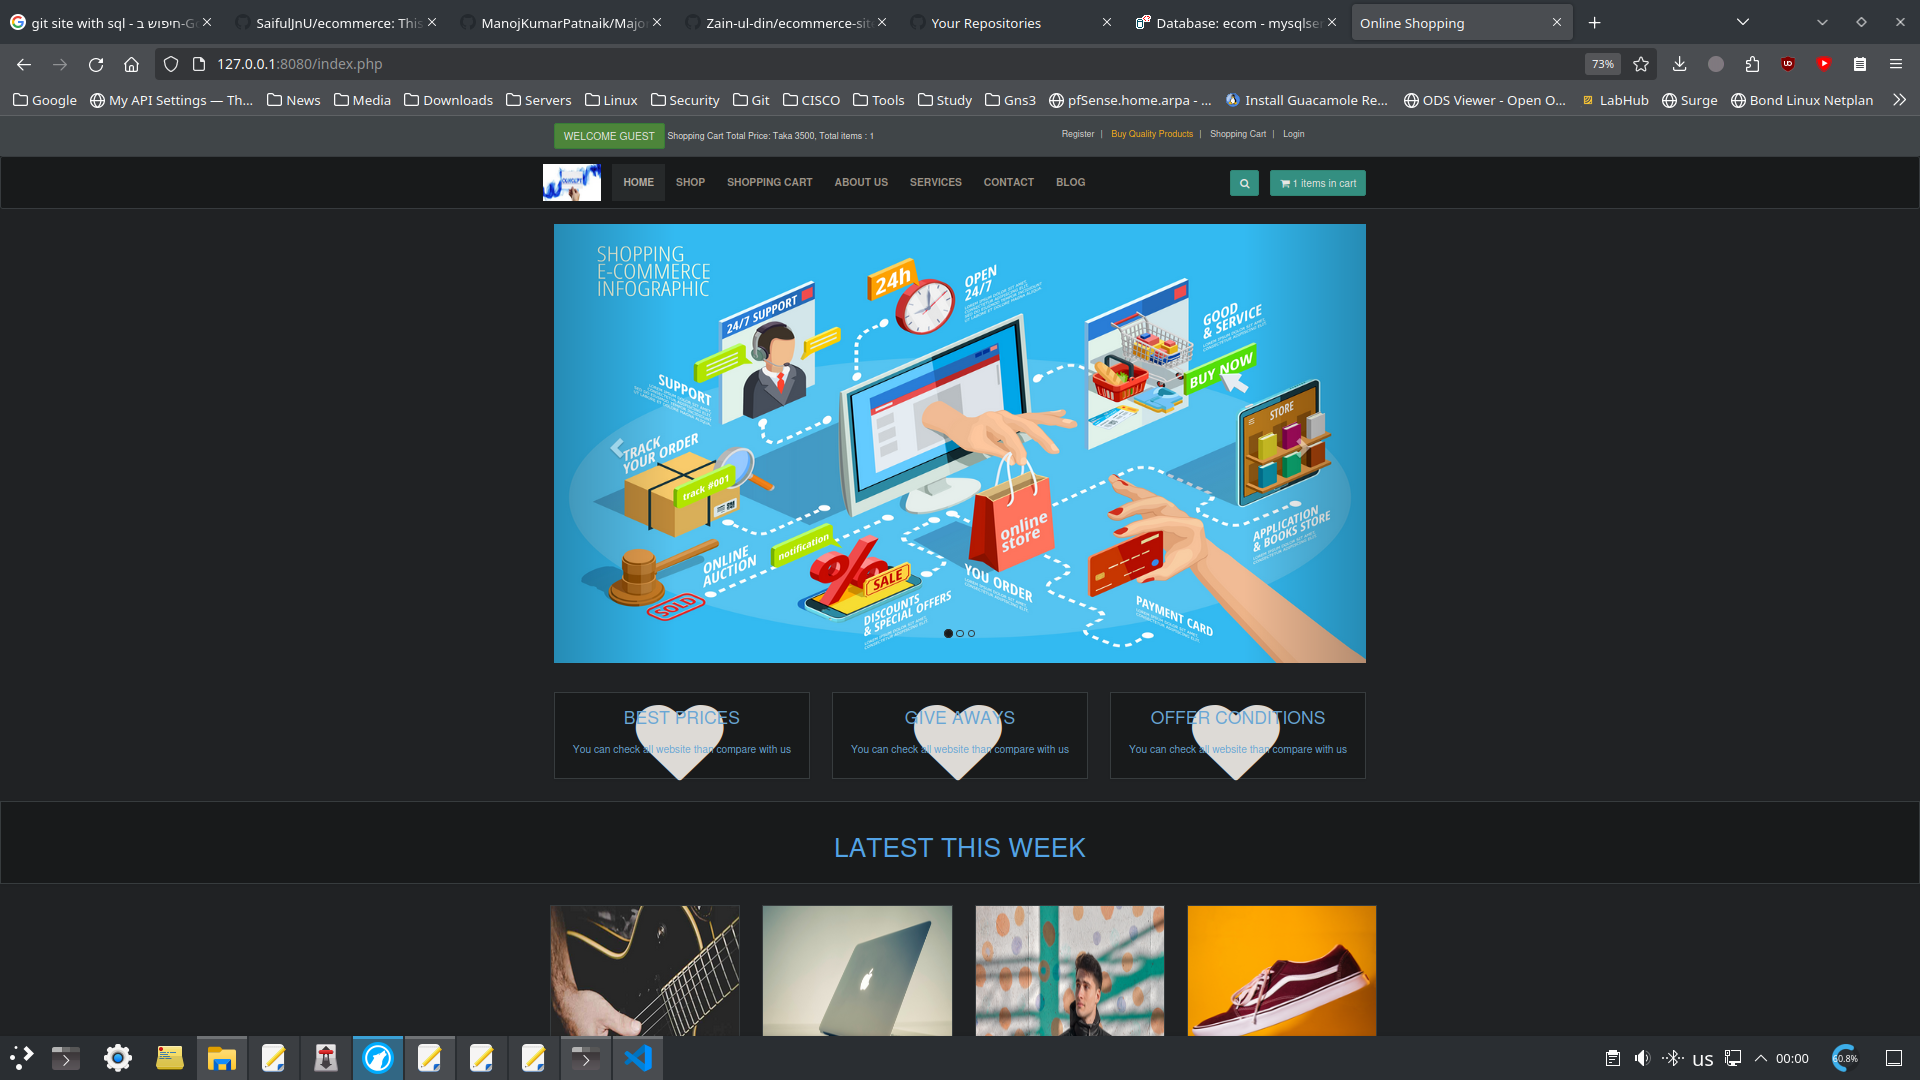 git site with sql - חיפוש ב-G
SaifulJnU/ecommerce: This
ManojKumarPatnaik/Majo
Zain-ul-din/ecommerce-sit
Your Repositories
Database: ecom - mysqlser
Online Shopping
127.0.0.1:8080/index.php
73%
Google
My API Settings — Th...
News
Media
Downloads
Servers
Linux
Security
Git
CISCO
Tools
Study
Gns3
pfSense.home.arpa - ...
Install Guacamole Re...
ODS Viewer - Open O...
LabHub
Surge
Bond Linux Netplan
WELCOME GUEST
Shopping Cart Total Price: Taka 3500, Total items : 1
Register |
Buy Quality Products |
Shopping Cart |
Login
HOME
SHOP
SHOPPING CART
ABOUT US
SERVICES
CONTACT
BLOG
1 items in cart
SHOPPING
E-COMMERCE
INFOGRAPHIC
24/7 SUPPORT
SUPPORT
24h
OPEN
24/7
GOOD
& SERVICE
BUY NOW
STORE
TRACK
YOUR ORDER
track #001
ONLINE
AUCTION
SOLD
notification
SALE
DISCOUNTS
& SPECIAL OFFERS
online
store
YOU ORDER
PAYMENT CARD
APPLICATION
& BOOKS STORE
BEST PRICES
You can check all website than compare with us
GIVE AWAYS
You can check all website than compare with us
OFFER CONDITIONS
You can check all website than compare with us
LATEST THIS WEEK
us
00:00
60.8%